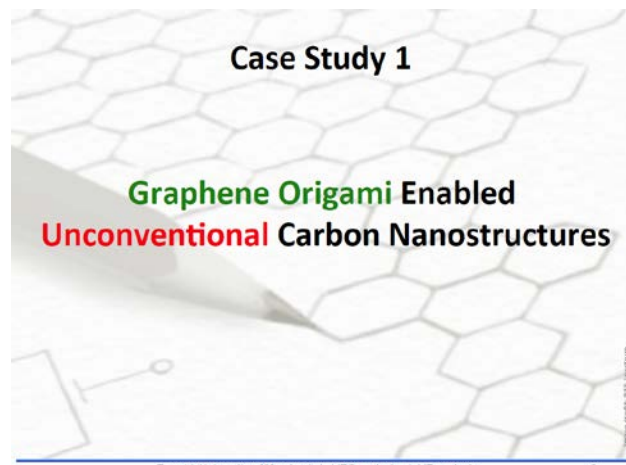 Case Study 1
Graphene Origami Enabled
Unconventional Carbon Nanostructures